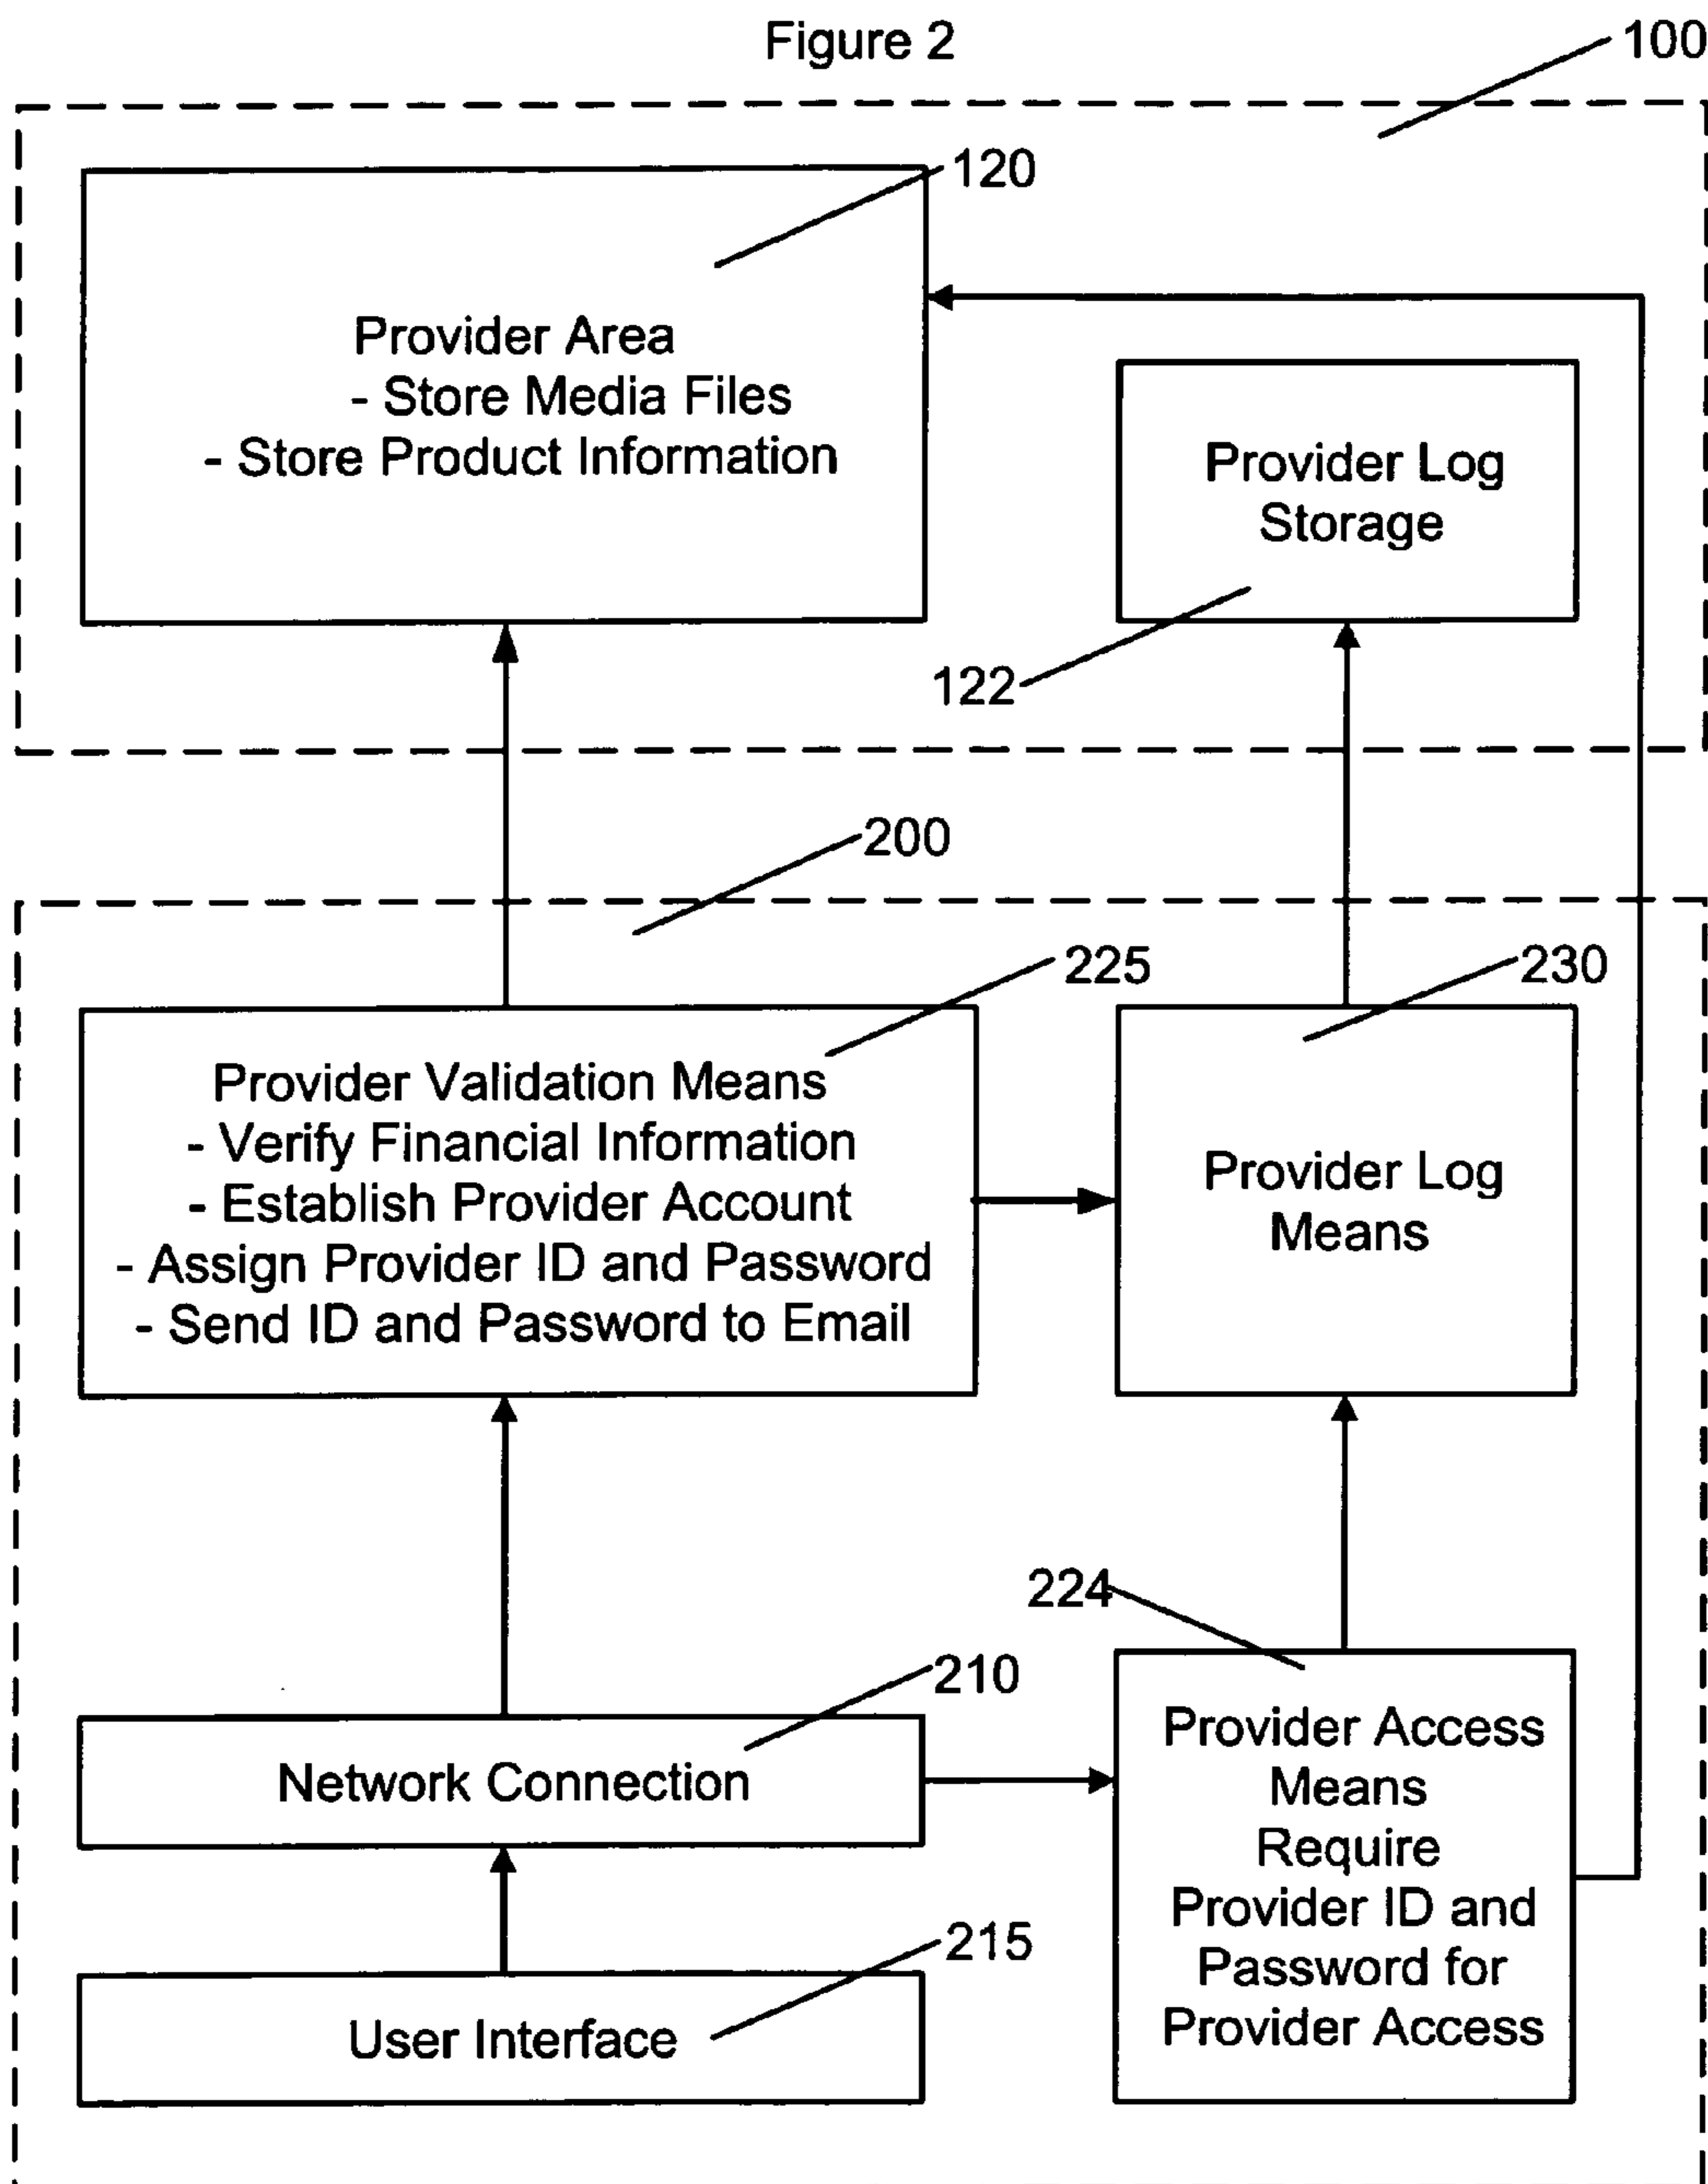 Figure 2
100
120
Provider Area
- Store Media Files
- Store Product Information
Provider Log
Storage
122
200
225
230
Provider Validation Means
- Verify Financial Information
- Establish Provider Account
- Assign Provider ID and Password
- Send ID and Password to Email
Provider Log
Means
224
210
Network Connection
Provider Access
Means
Require
Provider ID and
Password for
Provider Access
215
User Interface